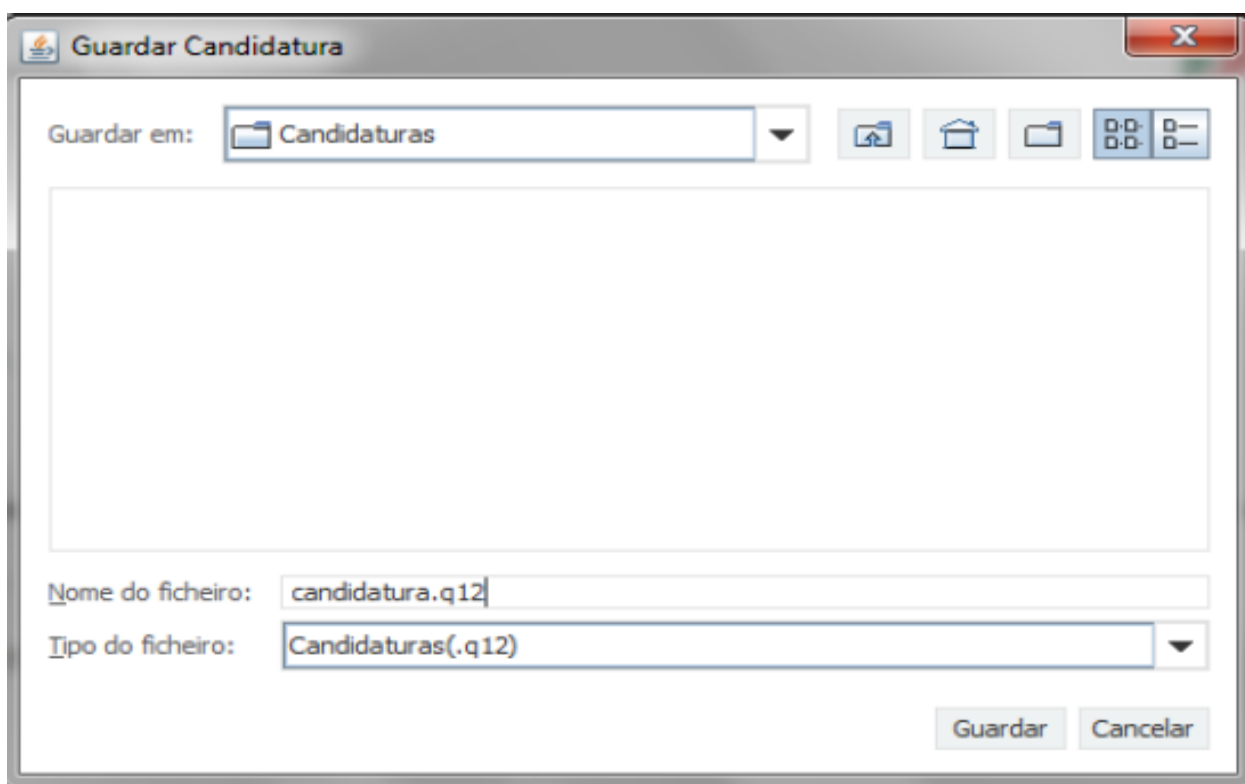 Guardar Candidatura
Guardar em: Candidaturas
Nome do ficheiro: candidatura.q12
Tipo do ficheiro: Candidaturas(.q12)
Guardar Cancelar